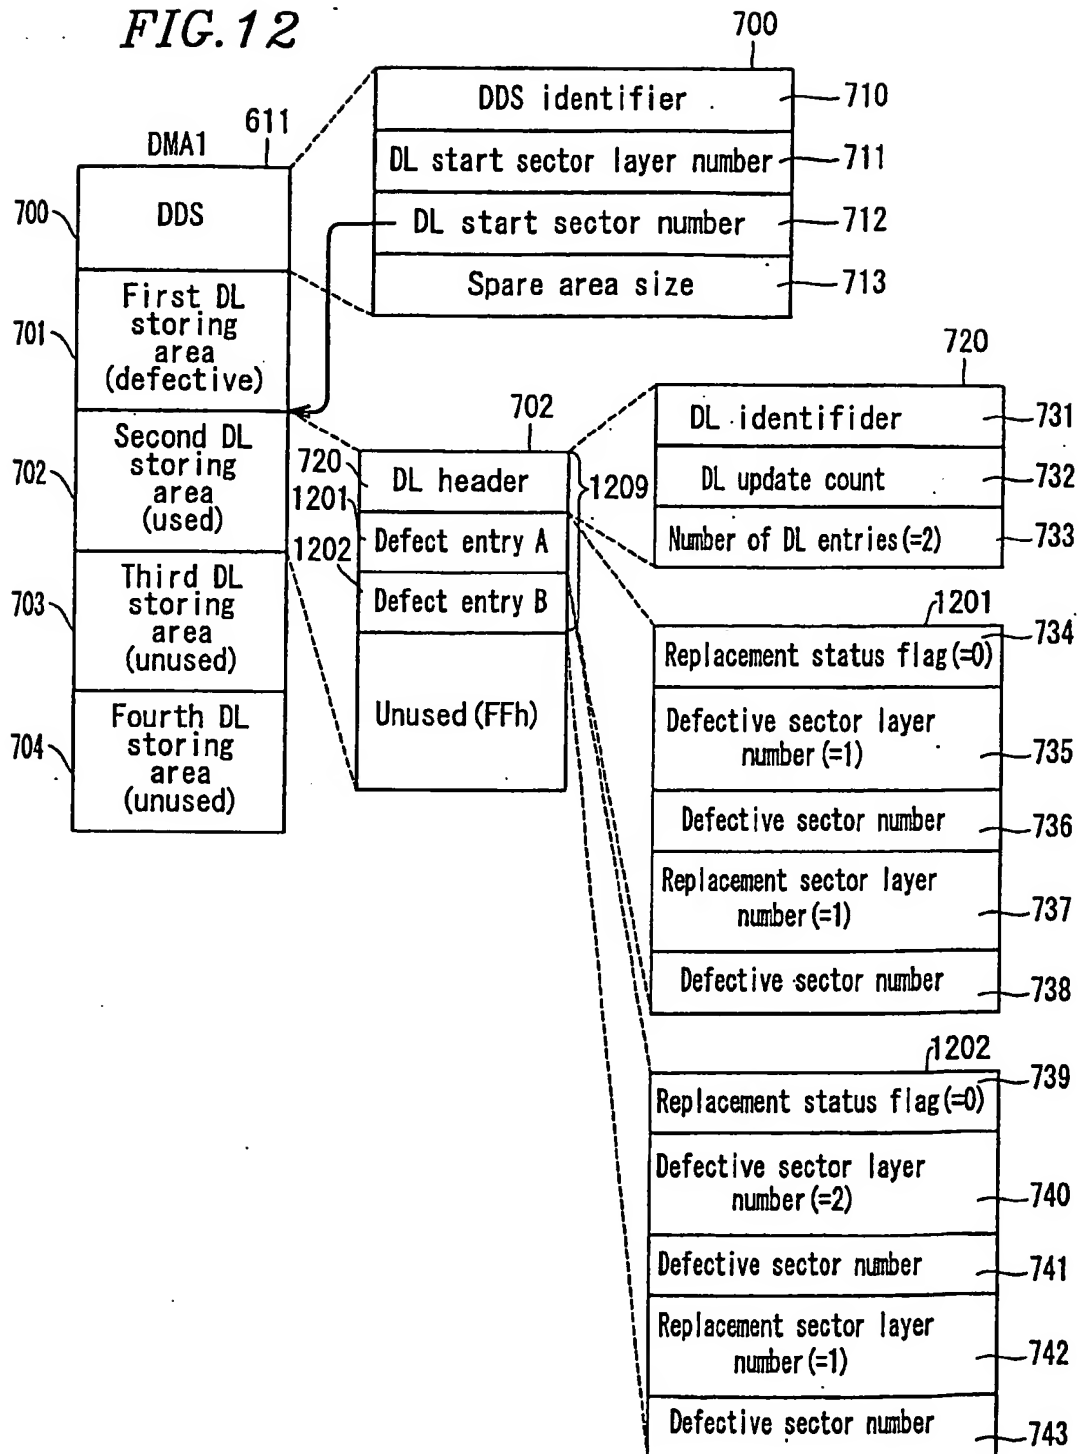 FIG.12
700
DDS identifier
710
DL start sector layer number
711
DL start sector number
712
Spare area size
713
611
DMA1
700
DDS
701
First DL
storing
area
(defective)
702
Second DL
storing
area
(used)
703
Third DL
storing
area
(unused)
704
Fourth DL
storing
area
(unused)
702
720
DL header
1201
Defect entry A
1202
Defect entry B
1209
Unused(FFh)
720
DL identifider
731
DL update count
732
Number of DL entries(=2)
733
1201
734
Replacement status flag(=0)
Defective sector layer
number(=1)
735
Defective sector number
736
Replacement sector layer
number(=1)
737
Defective sector number
738
1202
739
Replacement status flag(=0)
Defective sector layer
number(=2)
740
Defective sector number
741
Replacement sector layer
number(=1)
742
Defective sector number
743